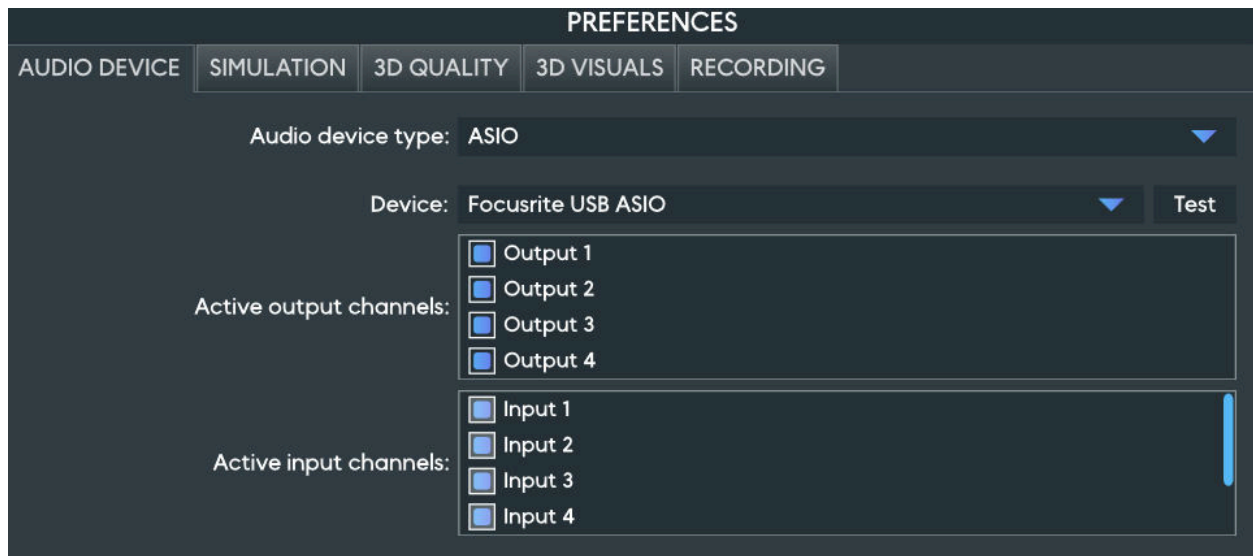 PREFERENCES
AUDIO DEVICE SIMULATION 3D QUALITY 3D VISUALS RECORDING
Audio device type: ASIO
Device: Focusrite USB ASIO Test
Output 1
Output 2
Active output channels:
Output 3
Output 4
Input 1
Input 2
Active input channels:
Input 3
Input 4